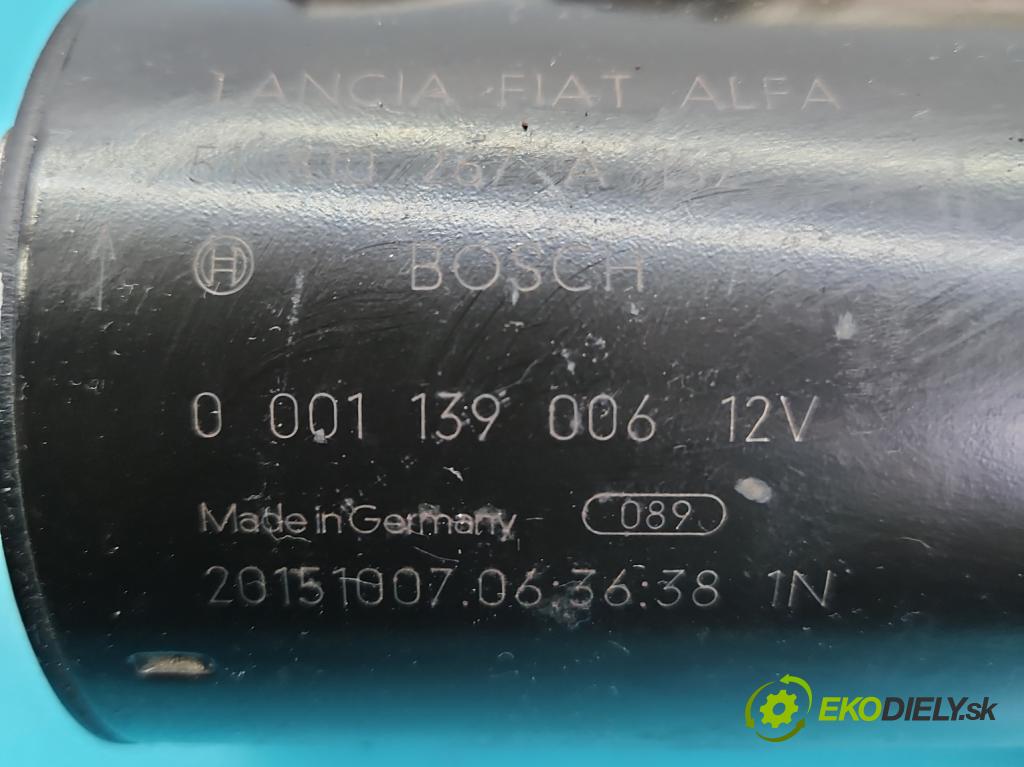 LANCIA FIAT ALFA
267 A
BOSCH
0 001 139 006 12V
Made in Germany 089
20151007.06:36:38 1N
EKODIELY.sk